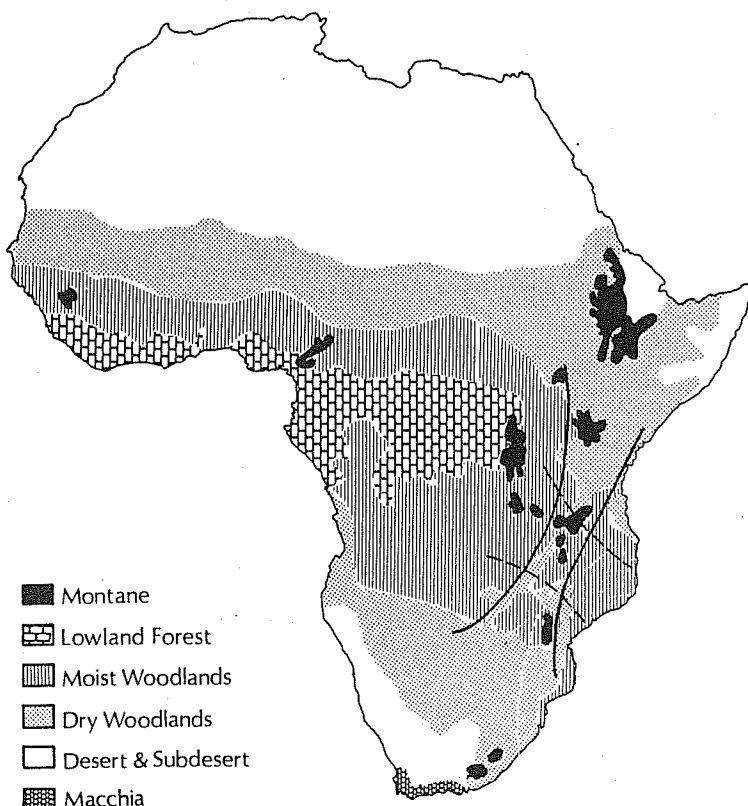 Montane
Lowland Forest
Moist Woodlands
Dry Woodlands
Desert & Subdesert
Macchia